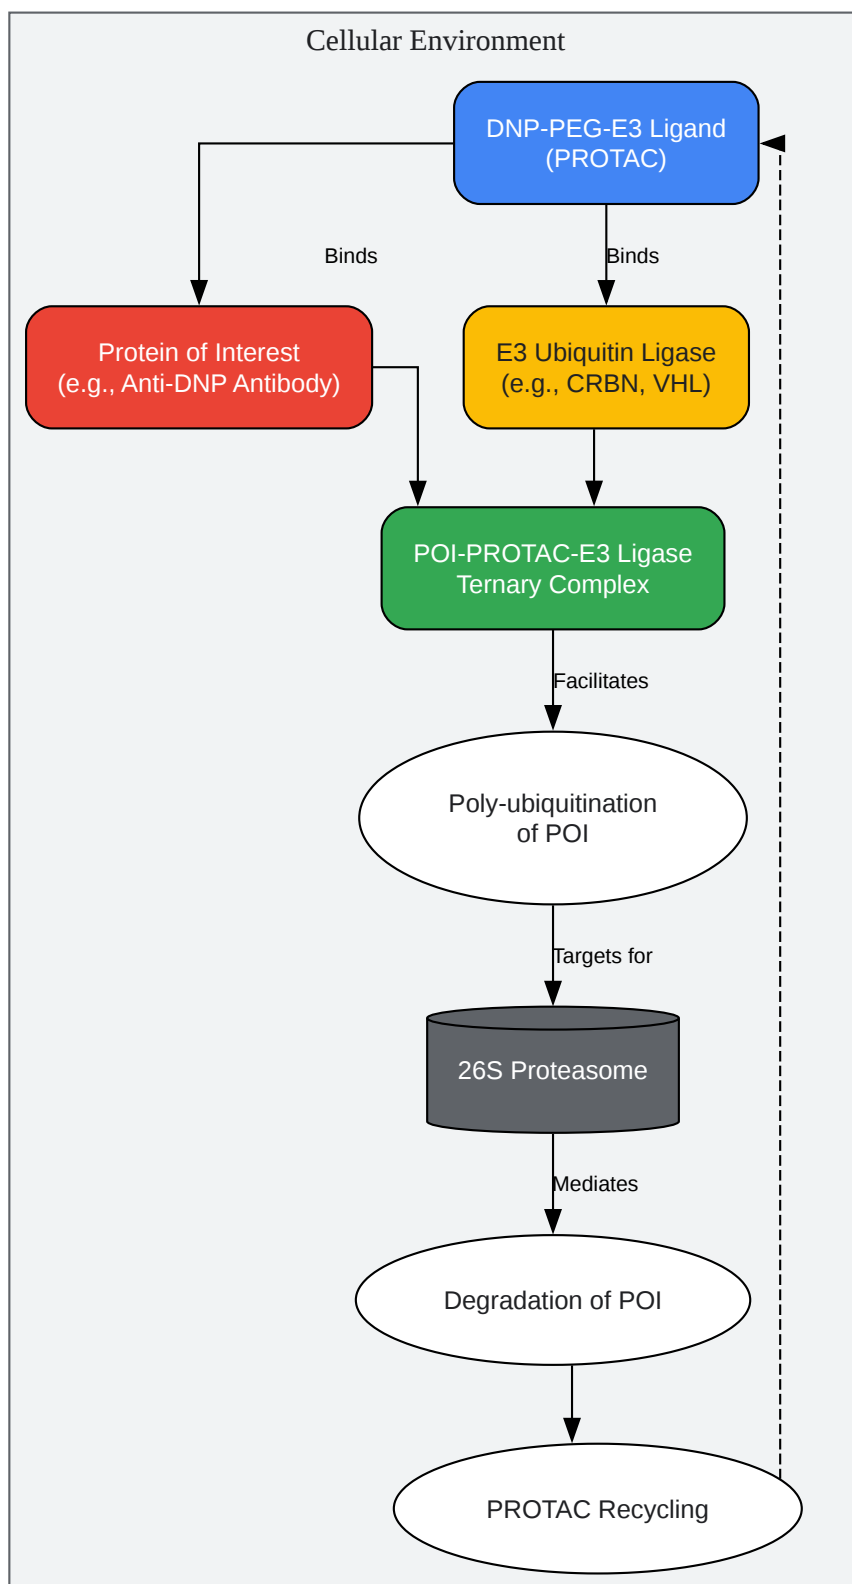 Cellular Environment
DNP-PEG-E3 Ligand
(PROTAC)
Binds
Binds
Protein of Interest
(e.g., Anti-DNP Antibody)
E3 Ubiquitin Ligase
(e.g., CRBN, VHL)
POI-PROTAC-E3 Ligase
Ternary Complex
Facilitates
Poly-ubiquitination
of POI
Targets for
26S Proteasome
Mediates
Degradation of POI
PROTAC Recycling